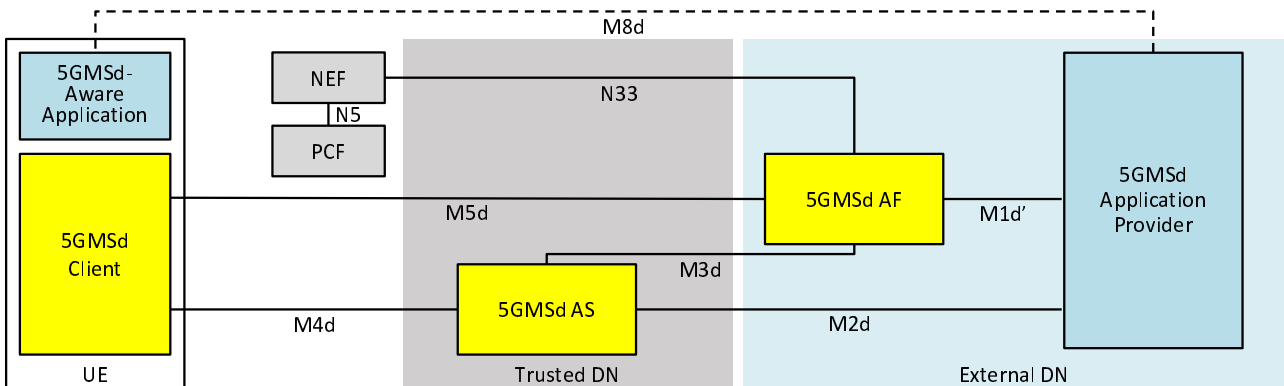 M8d
5GMSd-
Aware
Application
NEF
N5
PCF
N33
5GMSd
Client
M5d
5GMSd AF
M1d’
5GMSd
Application
Provider
M3d
5GMSd AS
M4d
M2d
UE
Trusted DN
External DN